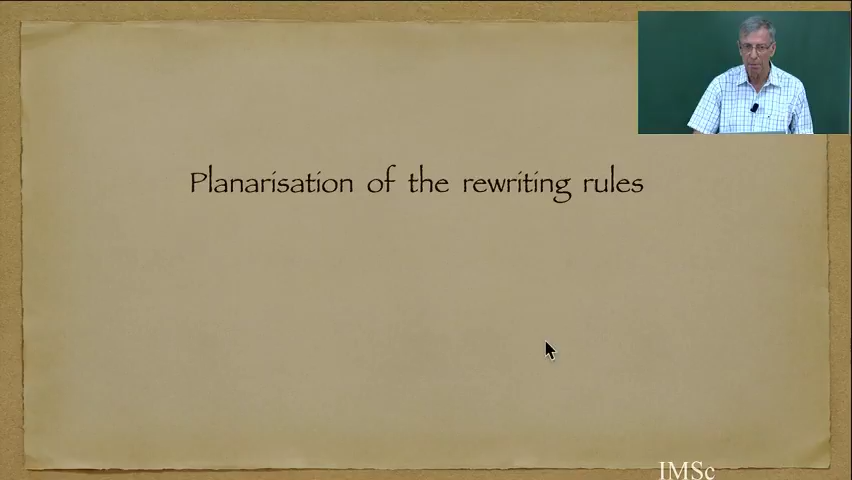 Planarisation of the rewriting rules
IMSc